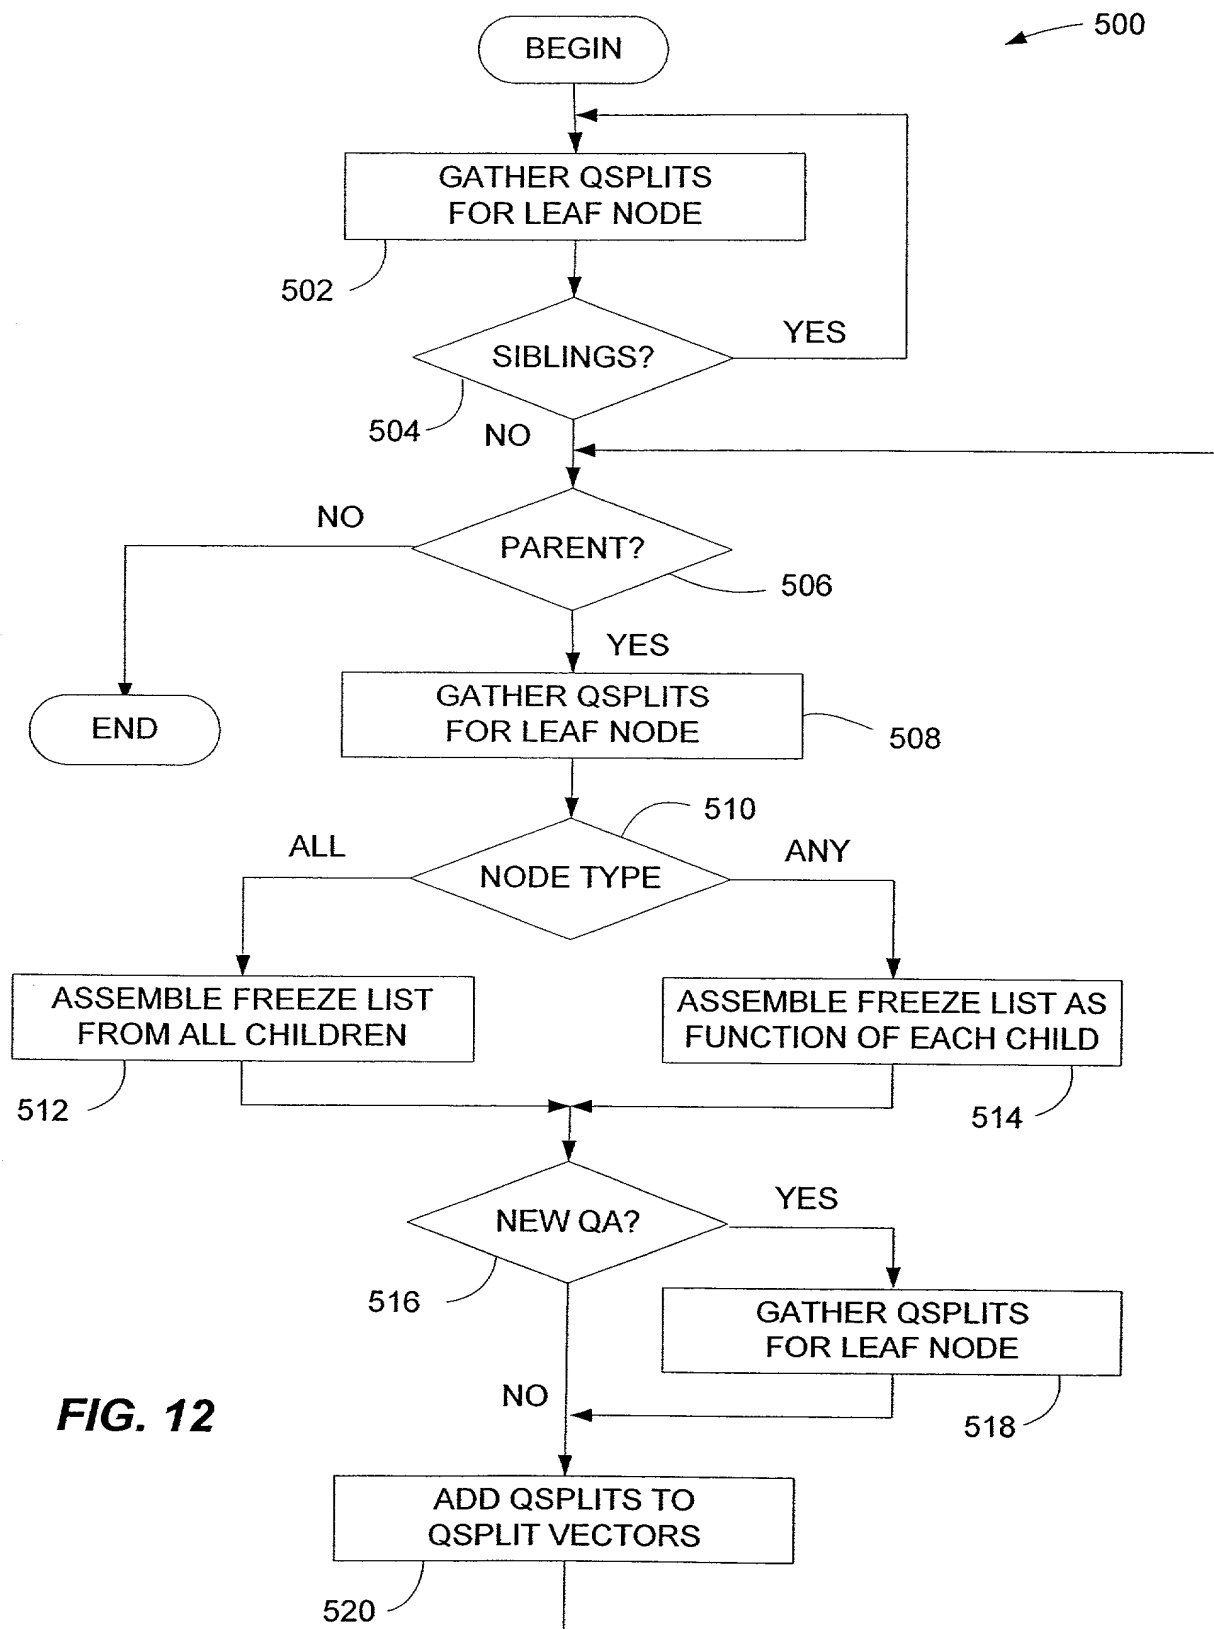 500
BEGIN
GATHER QSPLITS
FOR LEAF NODE
502
SIBLINGS?
YES
504
NO
NO
PARENT?
506
YES
GATHER QSPLITS
FOR LEAF NODE
508
END
510
ALL
NODE TYPE
ANY
ASSEMBLE FREEZE LIST
FROM ALL CHILDREN
512
ASSEMBLE FREEZE LIST AS
FUNCTION OF EACH CHILD
514
NEW QA?
YES
516
GATHER QSPLITS
FOR LEAF NODE
518
NO
FIG. 12
ADD QSPLITS TO
QSPLIT VECTORS
520